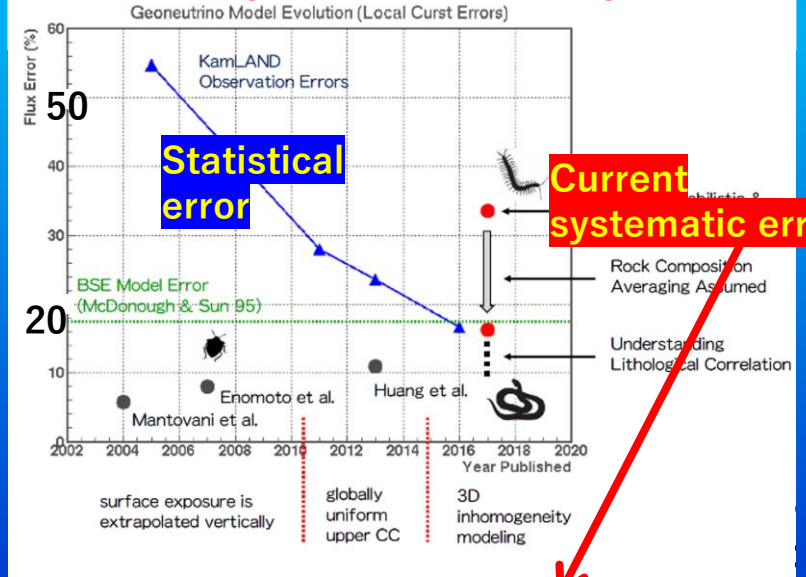 Geoneutrino Model Evolution (Local Curst Errors)
Flux Error (%)
60
50
40
30
20
10
0
KamLAND
Observation Errors
Statistical
error
Current
systematic err
BSE Model Error
(McDonough & Sun 95)
Rock Composition
Averaging Assumed
Understanding
Lithological Correlation
Enomoto et al.
Mantovani et al.
Huang et al.
2002 2004 2006 2008 2010 2012 2014 2016 2018 2020
Year Published
surface exposure is
extrapolated vertically
globally
uniform
upper CC
3D
inhomogeneity
modeling